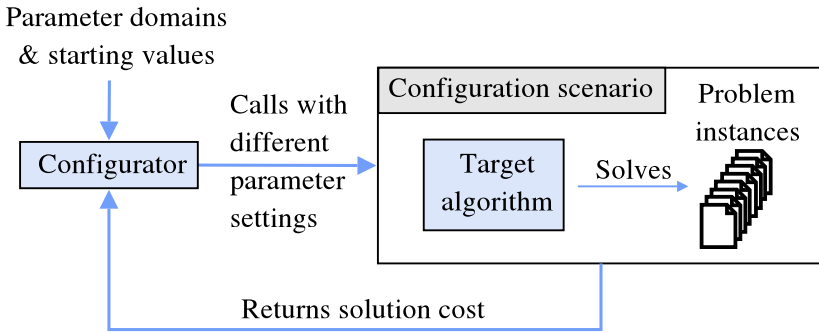 Parameter domains
& starting values
Configurator
Calls with
different
parameter
settings
Configuration scenario
Target
algorithm
Solves
Problem
instances
Returns solution cost